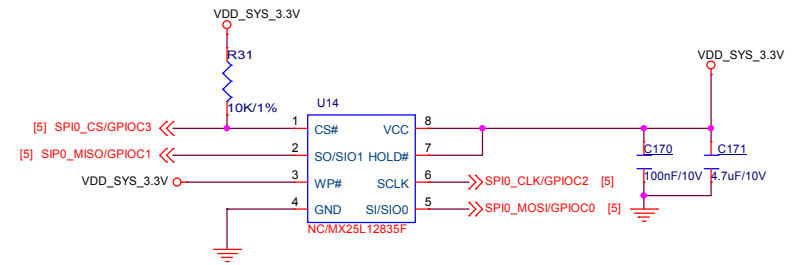 VDD_SYS_3.3V
R31
VDD_SYS_3.3V
10K/1%
U14
[5] SPI0_CS/GPIOC3
1
CS#
VCC
8
[5] SIP0_MISO/GPIOC1
2
SO/SIO1
HOLD#
7
C170
C171
VDD_SYS_3.3V
3
WP#
SCLK
6
SPI0_CLK/GPIOC2 [5]
100nF/10V
4.7uF/10V
4
GND
SI/SIO0
5
SPI0_MOSI/GPIOC0 [5]
NC/MX25L12835F